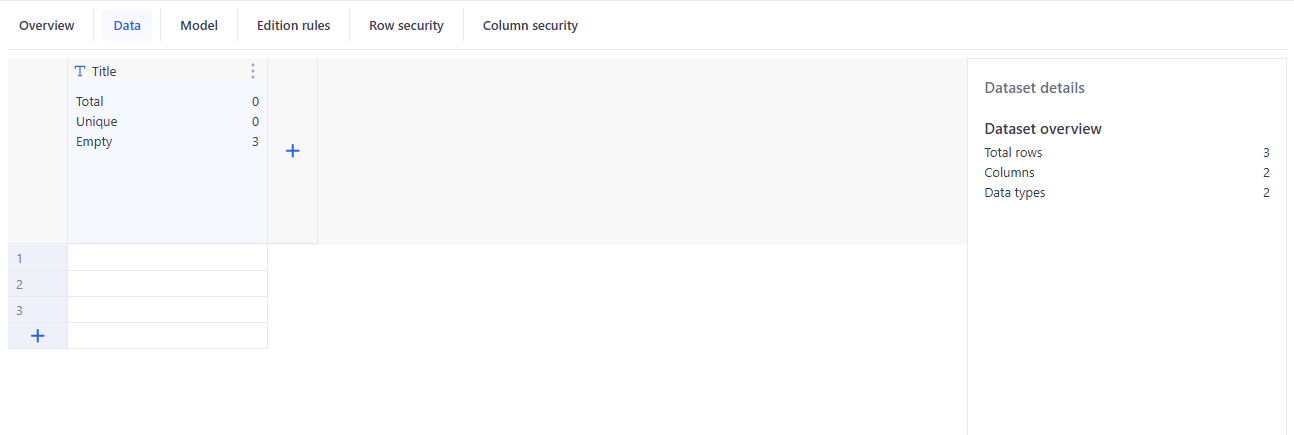 Overview Data Model Edition rules Row security Column security
Title
Total 0
Unique 0
Empty 3
1
2
3
Dataset details
Dataset overview
Total rows 3
Columns 2
Data types 2